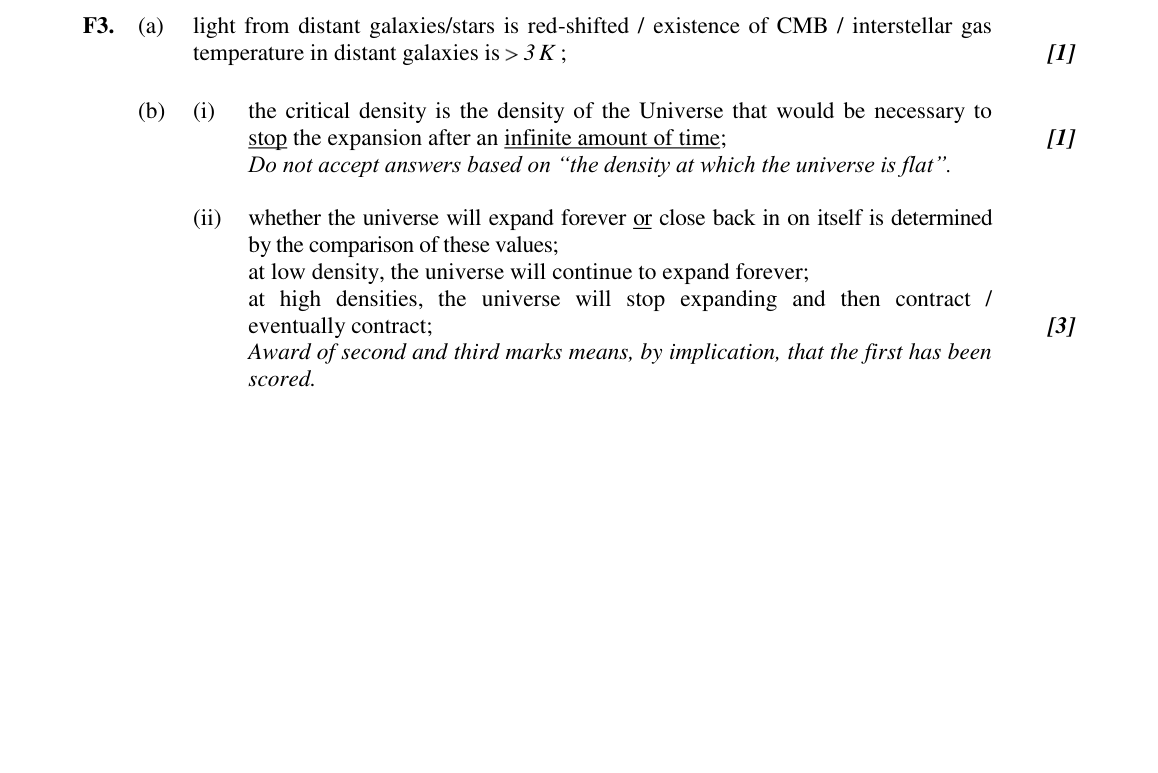 F3. (a) light from distant galaxies/stars is red-shifted / existence of CMB / interstellar gas
temperature in distant galaxies is > 3 K ; [1]
(b) (i) the critical density is the density of the Universe that would be necessary to
stop the expansion after an infinite amount of time; [1]
Do not accept answers based on “the density at which the universe is flat”.
(ii) whether the universe will expand forever or close back in on itself is determined
by the comparison of these values;
at low density, the universe will continue to expand forever;
at high densities, the universe will stop expanding and then contract /
eventually contract; [3]
Award of second and third marks means, by implication, that the first has been
scored.